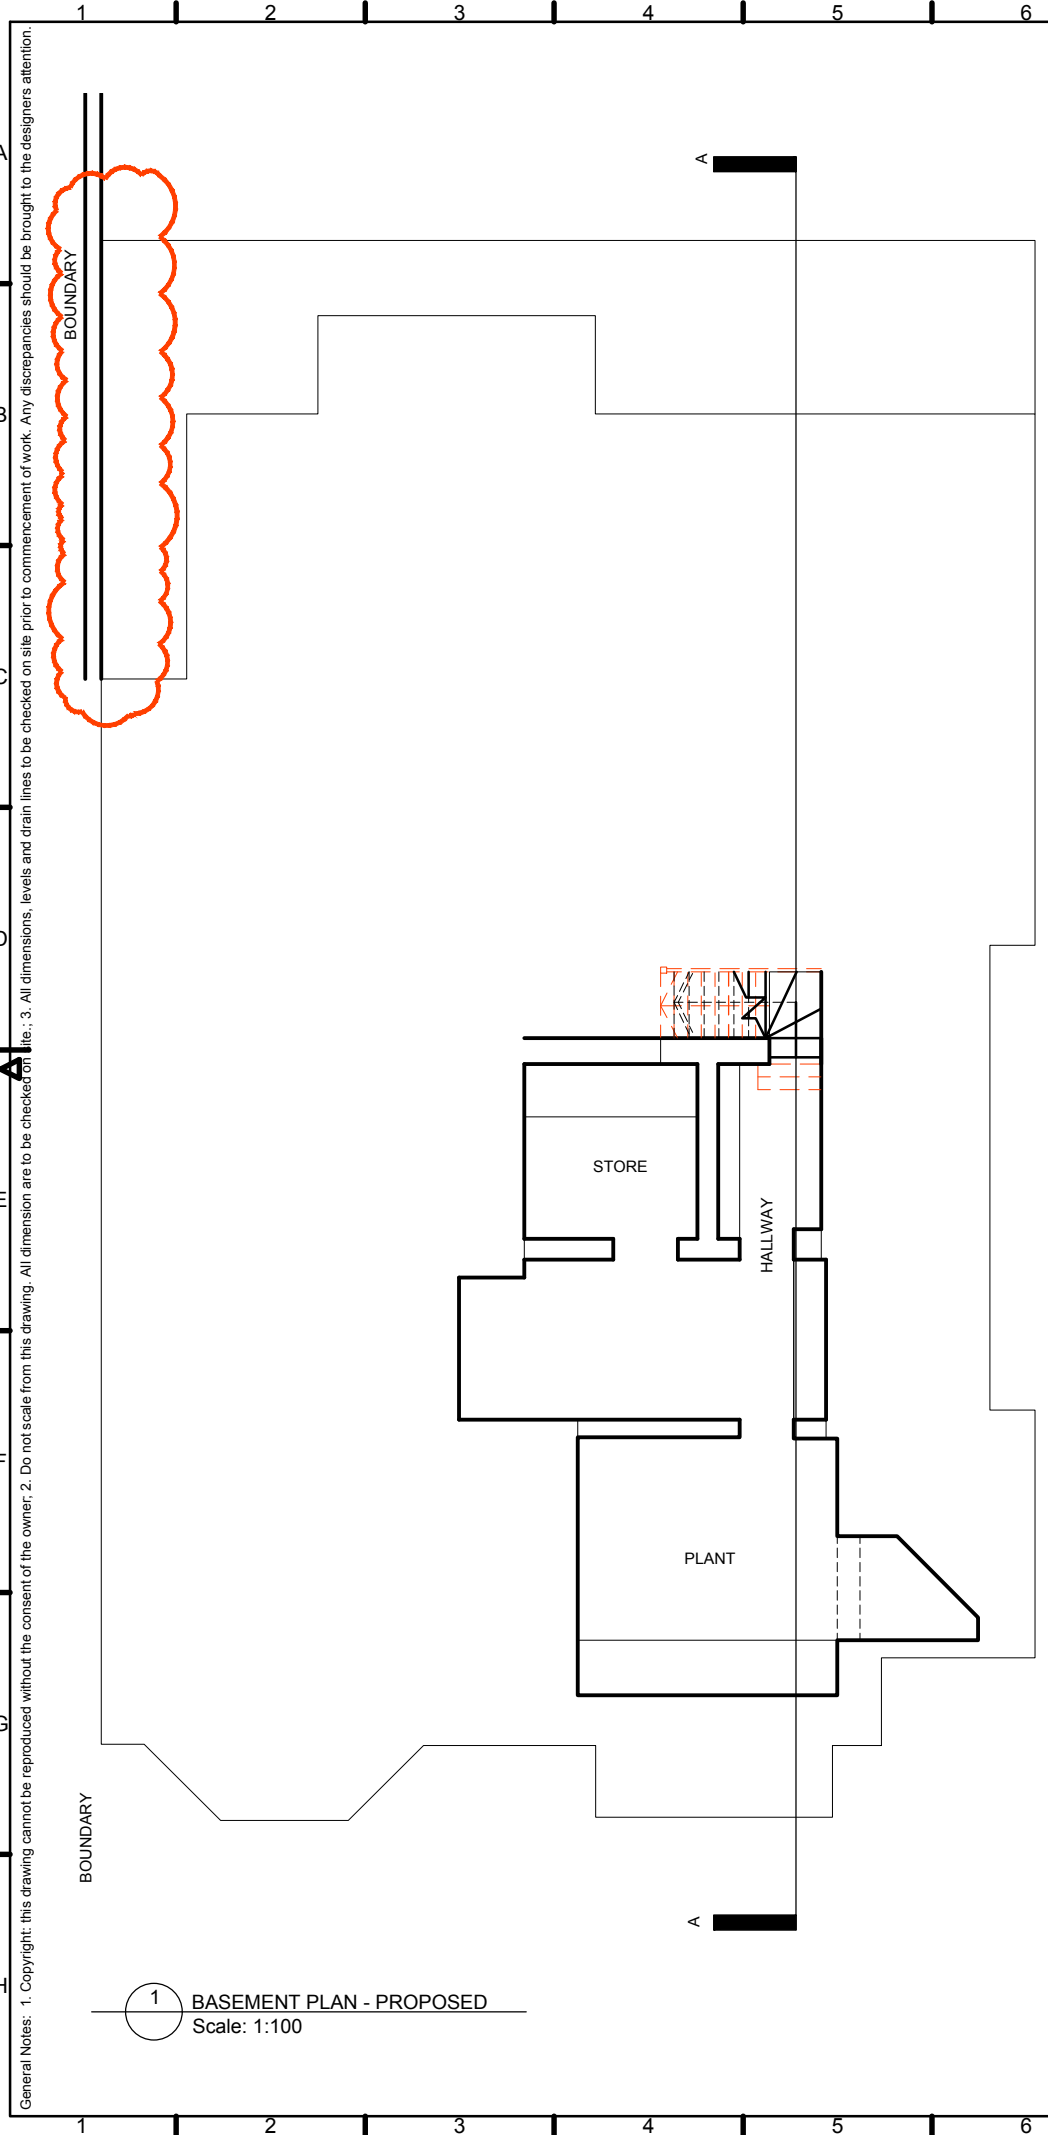 1 2 3 4 5 6
General Notes: 1. Copyright: this drawing cannot be reproduced without the consent of the owner; 2. Do not scale from this drawing. All dimension are to be checked on site.; 3. All dimensions, levels and drain lines to be checked on site prior to commencement of work. Any discrepancies should be brought to the designers attention.
A
A
BOUNDARY
B
C
D
A
STORE
E
HALLWAY
F
PLANT
G
BOUNDARY
A
H
1 BASEMENT PLAN - PROPOSED
Scale: 1:100
1 2 3 4 5 6